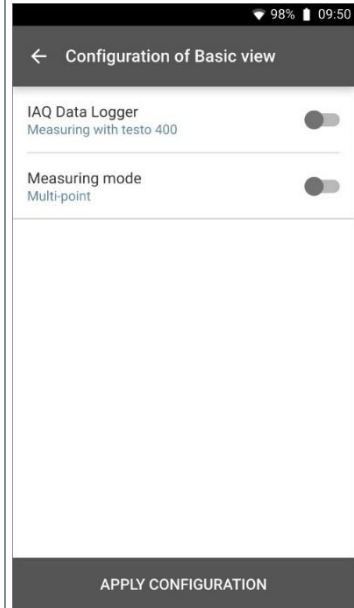 98% 09:50
Configuration of Basic view
IAQ Data Logger
Measuring with testo 400
Measuring mode
Multi-point
APPLY CONFIGURATION